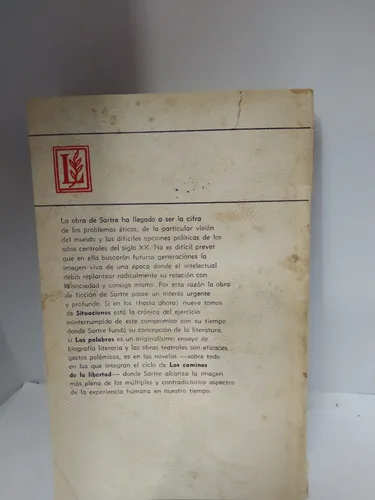 L
La obra de Sartre ha llegado a ser la cifra
de los problemas éticos, de la particular visión
del mundo y las difíciles opciones políticas de los
años centrales del siglo XX. No es difícil prever
que en ella buscarán futuras generaciones la
imagen viva de una época donde el intelectual
debió replantear radicalmente su relación con
la sociedad y consigo mismo. Por esta razón la obra
de ficción de Sartre posee un interés urgente
y profundo. Si en los (hasta ahora) nueve tomos
de Situaciones está la crónica del ejercicio
ininterrumpido de este compromiso con su tiempo
donde Sartre fundó su concepción de la literatura,
si Las palabras es un originalísimo ensayo de
biografía literaria y las obras teatrales son eficaces
gestos polémicos, es en las novelas —sobre todo
en las que integran el ciclo de Los caminos
de la libertad— donde Sartre alcanza la imagen
más plena de los múltiples y contradictorios aspectos
de la experiencia humana en nuestro tiempo.